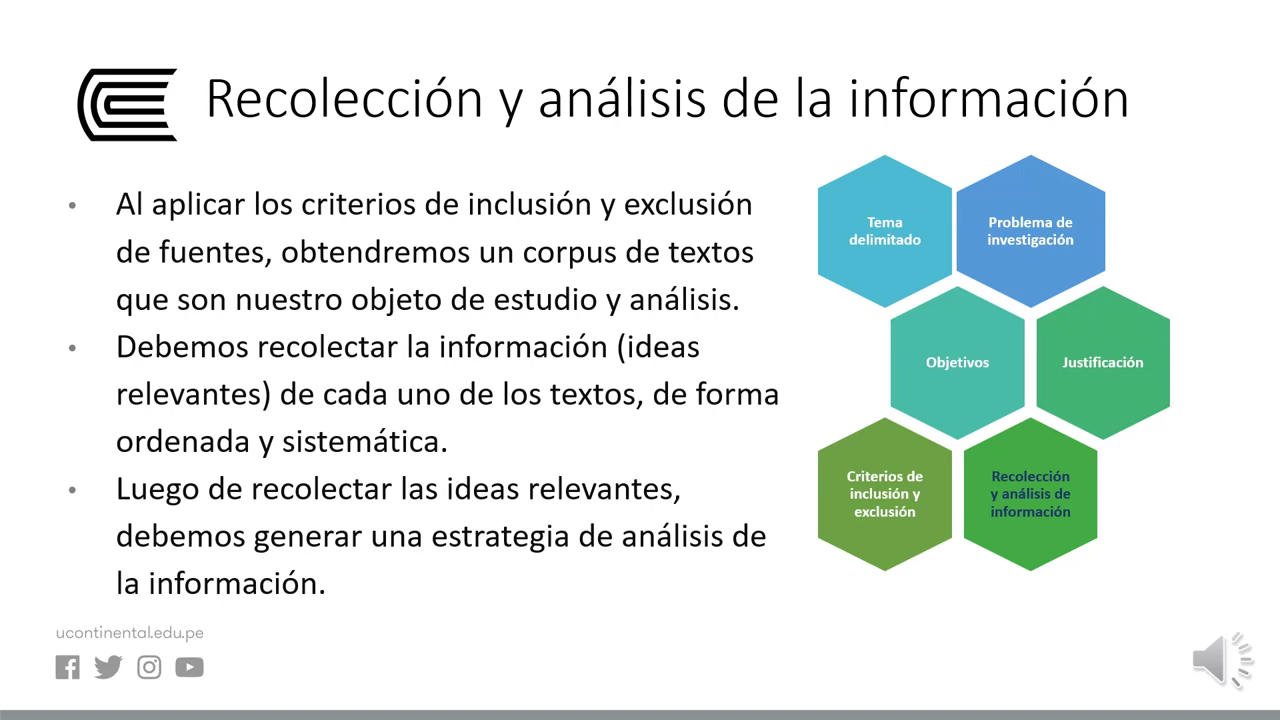 Recolección y análisis de la información
• Al aplicar los criterios de inclusión y exclusión
de fuentes, obtendremos un corpus de textos
que son nuestro objeto de estudio y análisis.
• Debemos recolectar la información (ideas
relevantes) de cada uno de los textos, de forma
ordenada y sistemática.
• Luego de recolectar las ideas relevantes,
debemos generar una estrategia de análisis de
la información.
Tema
delimitado
Problema de
investigación
Objetivos
Justificación
Criterios de
inclusión y
exclusión
Recolección
y análisis de
información
ucontinental.edu.pe